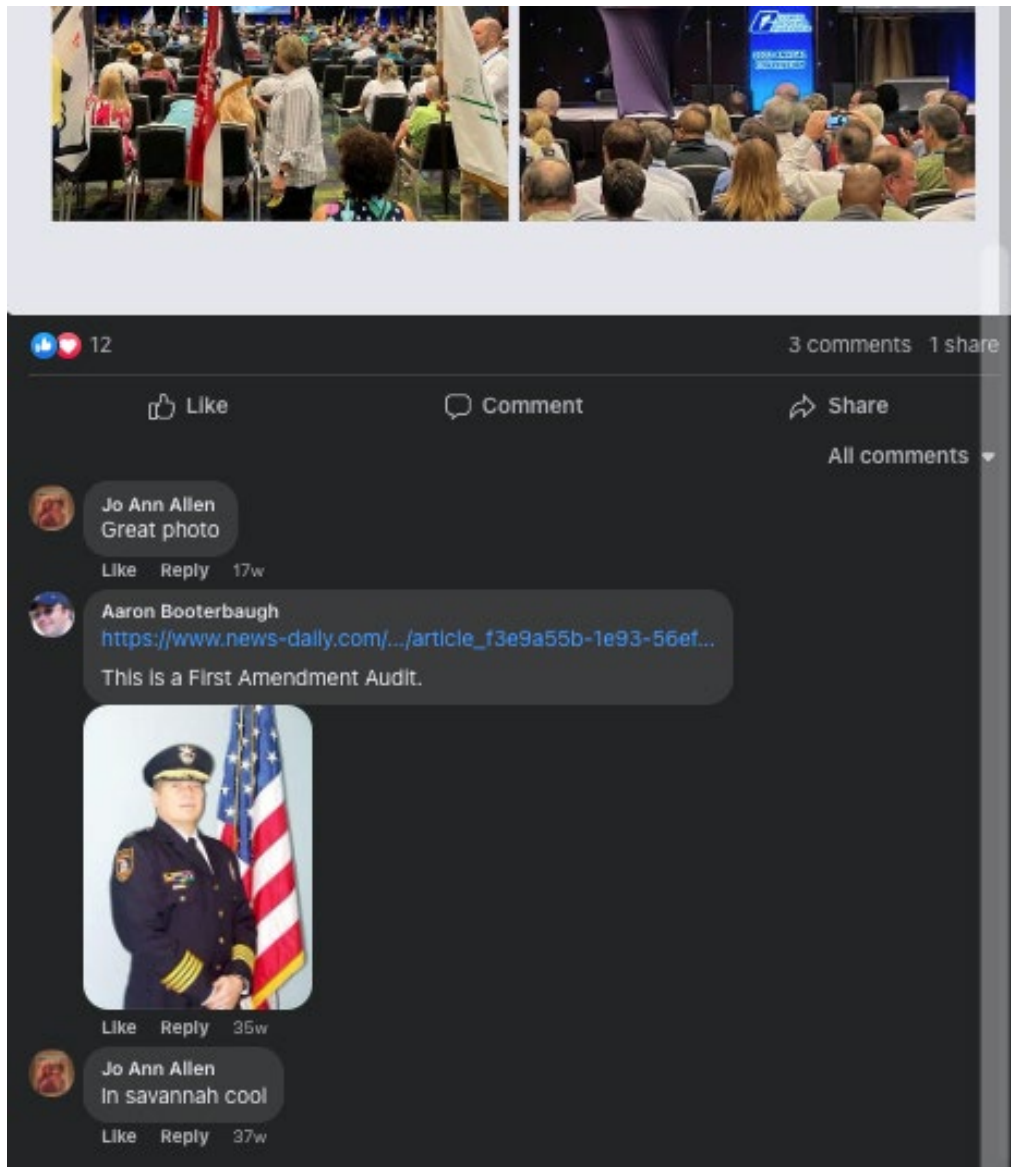 12
3 comments 1 share
Like Comment Share
All comments
Jo Ann Allen
Great photo
Like Reply 17w
Aaron Booterbaugh
https://www.news-daily.com/.../article_f3e9a55b-1e93-56ef...
This is a First Amendment Audit.
Like Reply 35w
Jo Ann Allen
In savannah cool
Like Reply 37w